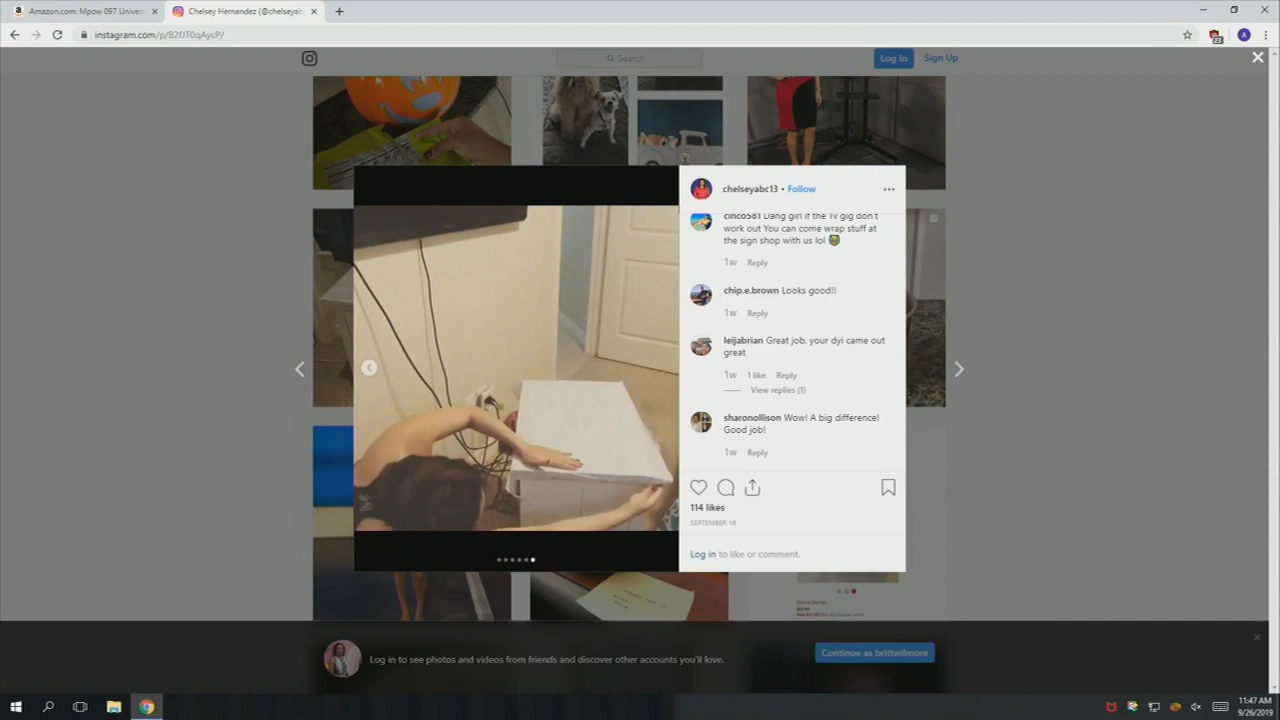 Amazon.com: Mpow 097 Univer
Chelsey Hernandez (@chelseyab
instagram.com/p/B2fJT0qAycP/
23
A
Search
Log In
Sign Up
chelseyabc13 • Follow
cinco581 Dang girl if the Tv gig don't
work out You can come wrap stuff at
the sign shop with us lol
1w Reply
chip.e.brown Looks good!!
1w Reply
leijabrian Great job. your dyi came out
great
1w 1 like Reply
View replies (1)
sharonollison Wow! A big difference!
Good job!
1w Reply
114 likes
SEPTEMBER 16
Log in to like or comment.
Log in to see photos and videos from friends and discover other accounts you'll love.
Continue as brittwilmore
11:47 AM
9/26/2019